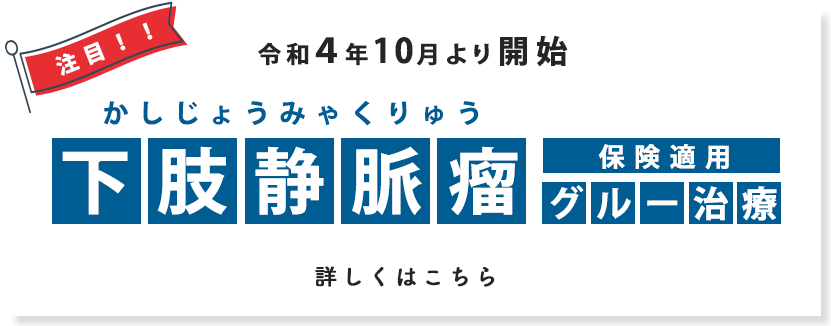 注目！！
令和4年10月より開始
かしじょうみゃくりゅう
下肢静脈瘤
保険適用
グルー治療
詳しくはこちら